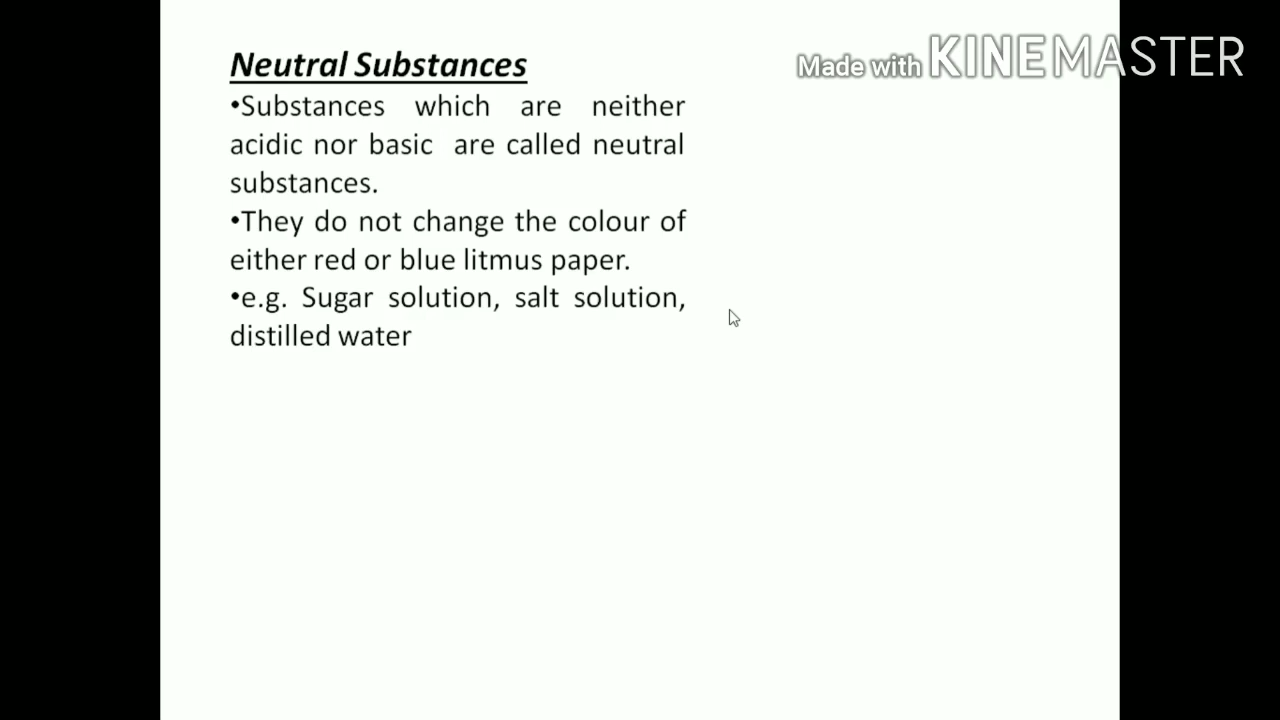 Neutral Substances
Made with KINEMASTER
•Substances which are neither
acidic nor basic are called neutral
substances.
•They do not change the colour of
either red or blue litmus paper.
•e.g. Sugar solution, salt solution,
distilled water